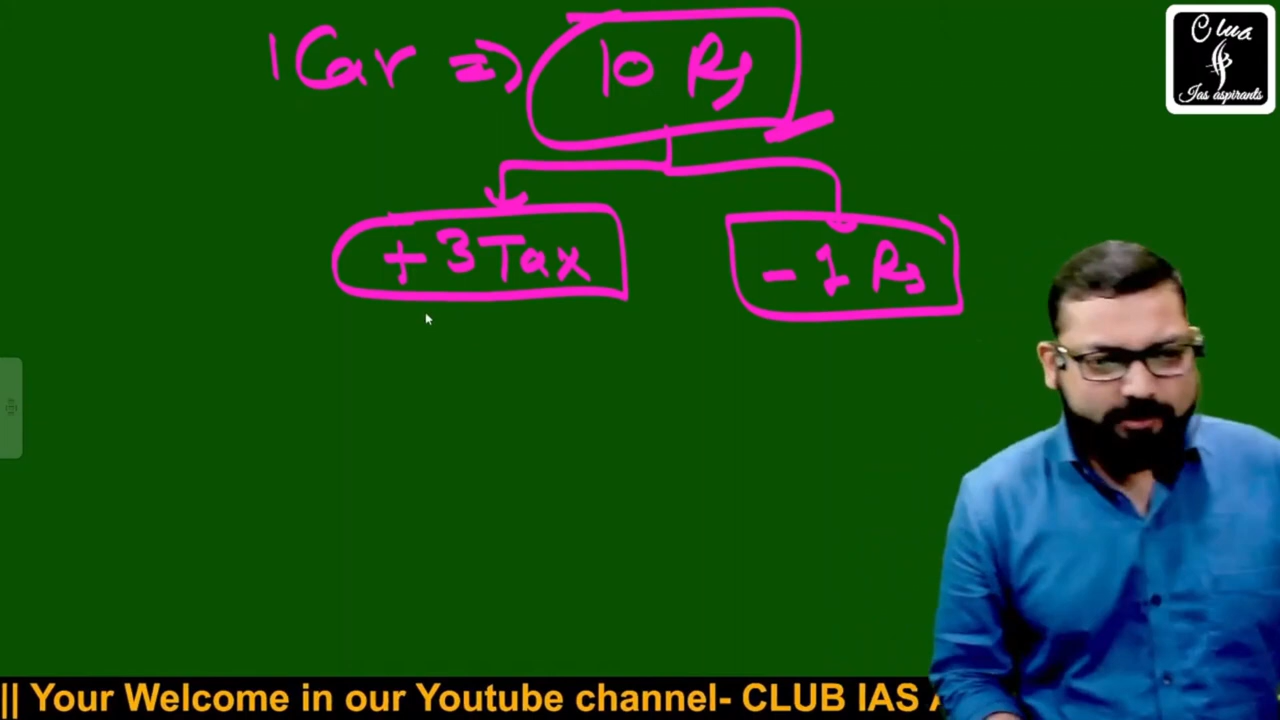 1 Car ⇒ 10 Rs
+ 3 Tax
- 1 Rs
Club
Ias aspirants
|| Your Welcome in our Youtube channel- CLUB IAS A